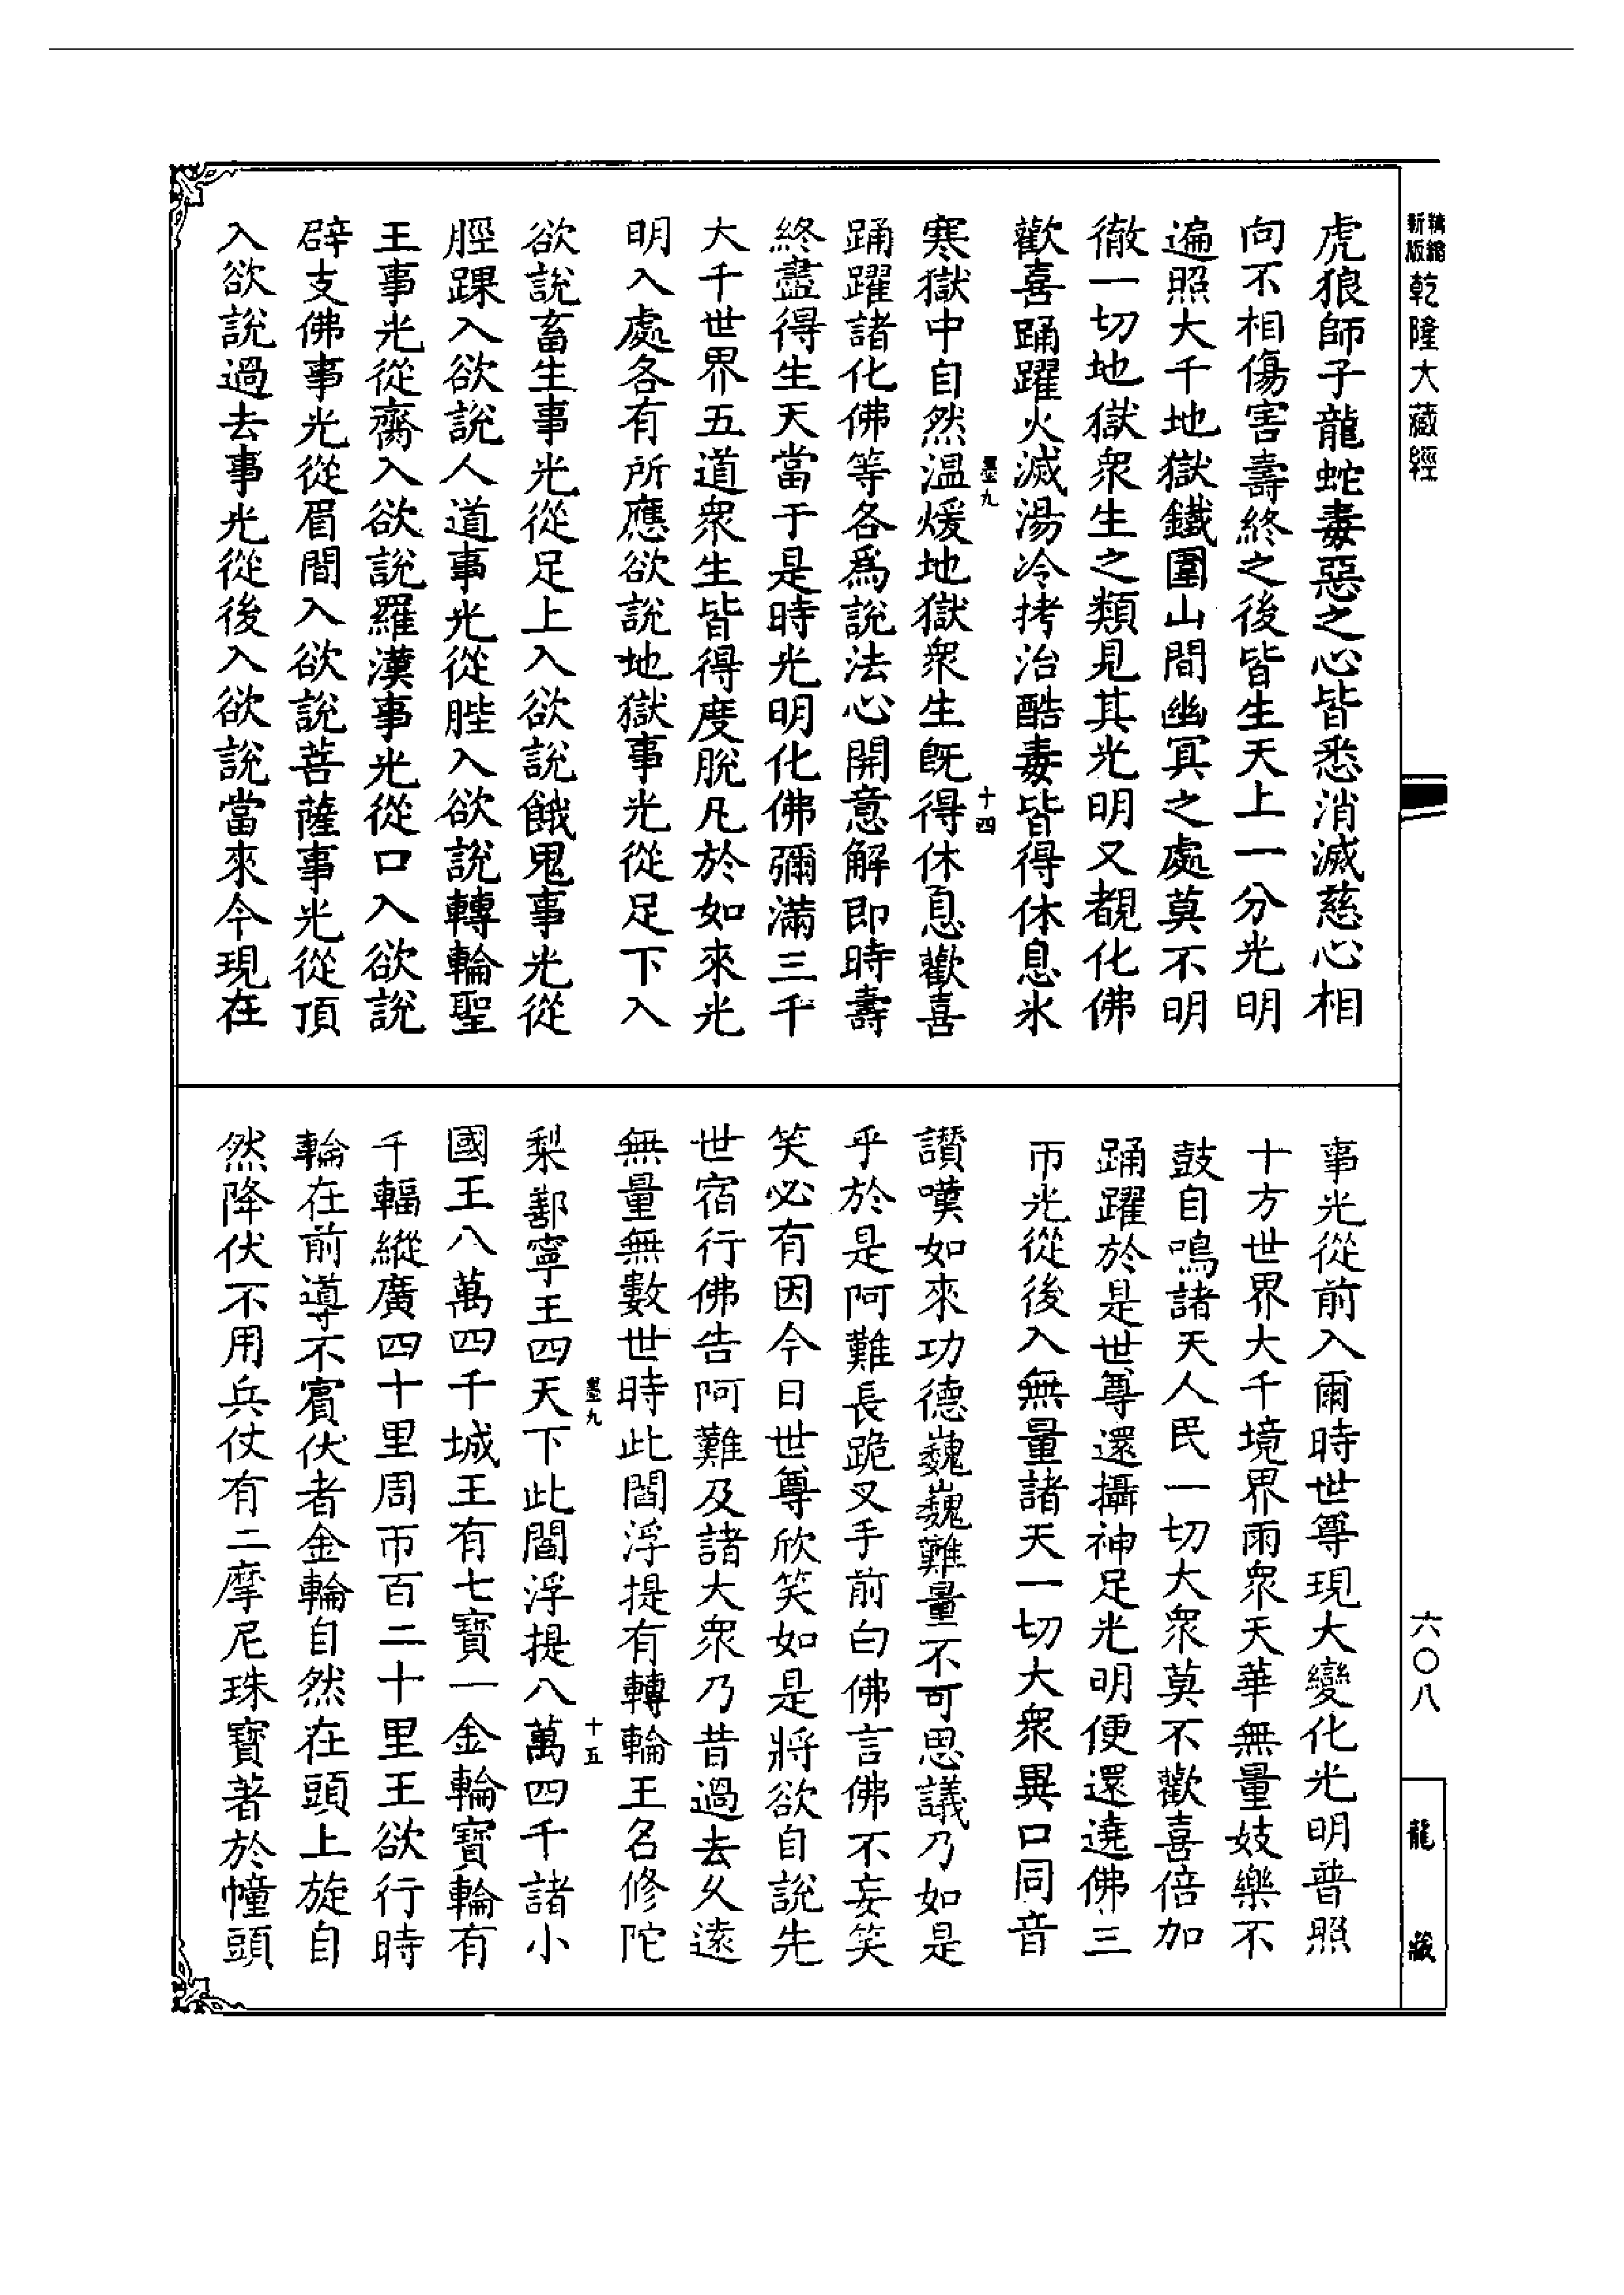 精縮新版乾隆大藏經
虎狼師子龍蛇毒惡之心皆悉消滅慈心相
向不相傷害壽終之後皆生天上一分光明
遍照大千地獄鐵圍山間幽冥之處莫不明
徹一切地獄衆生之類見其光明又覩化佛
歡喜踊躍火滅湯冷拷治酷毒皆得休息氷
墨九 十四
寒獄中自然溫煖地獄衆生旣得休息歡喜
踊躍諸化佛等各爲說法心開意解即時壽
終盡得生天當于是時光明化佛彌滿三千
大千世界五道衆生皆得度脫凡於如來光
明入處各有所應欲說地獄事光從足下入
欲說畜生事光從足上入欲說餓鬼事光從
脛踝入欲說人道事光從髀入欲說轉輪聖
王事光從齊入欲說羅漢事光從口入欲說
辟支佛事光從眉間入欲說菩薩事光從頂
入欲說過去事光從後入欲說當來今現在
事光從前入爾時世尊現大變化光明普照
十方世界大千境界雨衆天華無量妓樂不
鼓自鳴諸天人民一切大衆莫不歡喜倍加
踊躍於是世尊還攝神足光明便還遶佛三
帀光從後入無量諸天一切大衆異口同音
讚嘆如來功德巍巍難量不可思議乃如是
乎於是阿難長跪叉手前白佛言佛不妄笑
笑必有因今日世尊欣笑如是將欲自說先
世宿行佛告阿難及諸大衆乃昔過去久遠
無量無數世時此閻浮提有轉輪王名修陀
墨九 十五
梨鄯寧王四天下此閻浮提八萬四千諸小
國王八萬四千城王有七寶一金輪寶輪有
千輻縱廣四十里周帀百二十里王欲行時
輪在前導不賓伏者金輪自然在頭上旋自
然降伏不用兵仗有二摩尼珠寶著於幢頭
六〇八
龍藏